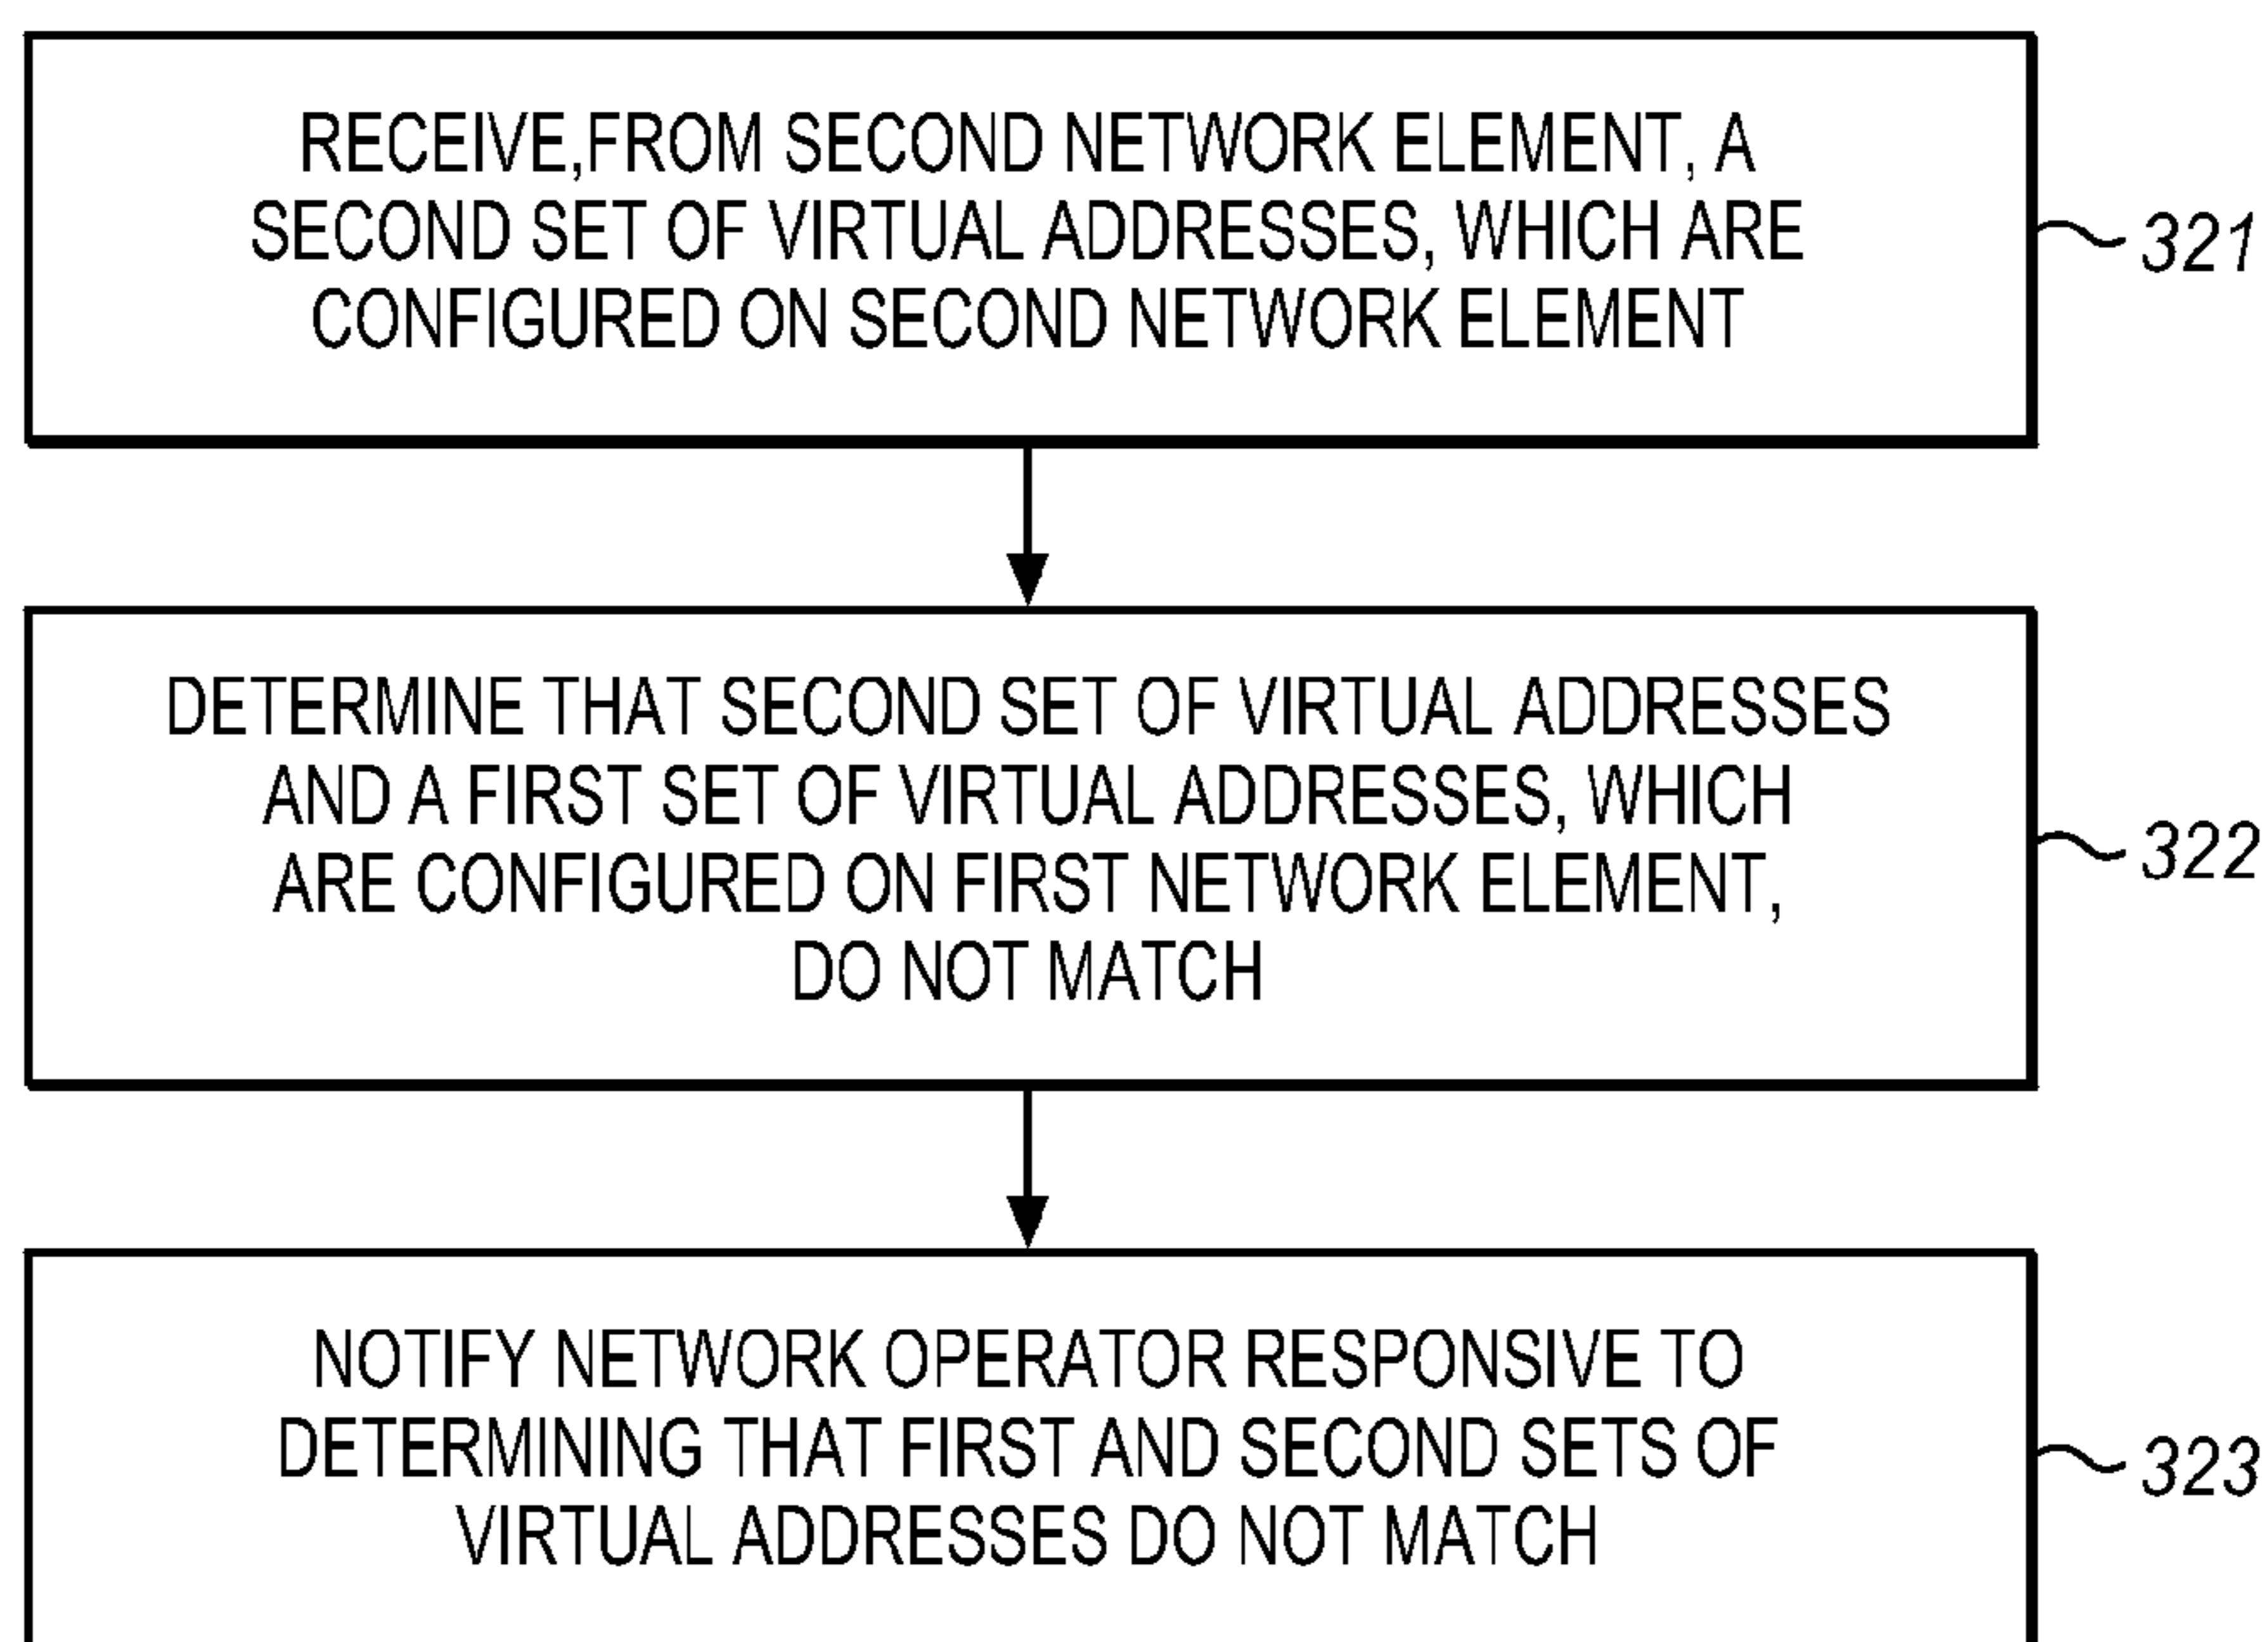 RECEIVE,FROM SECOND NETWORK ELEMENT, A
SECOND SET OF VIRTUAL ADDRESSES, WHICH ARE
CONFIGURED ON SECOND NETWORK ELEMENT
321
DETERMINE THAT SECOND SET OF VIRTUAL ADDRESSES
AND A FIRST SET OF VIRTUAL ADDRESSES, WHICH
ARE CONFIGURED ON FIRST NETWORK ELEMENT,
DO NOT MATCH
322
NOTIFY NETWORK OPERATOR RESPONSIVE TO
DETERMINING THAT FIRST AND SECOND SETS OF
VIRTUAL ADDRESSES DO NOT MATCH
323